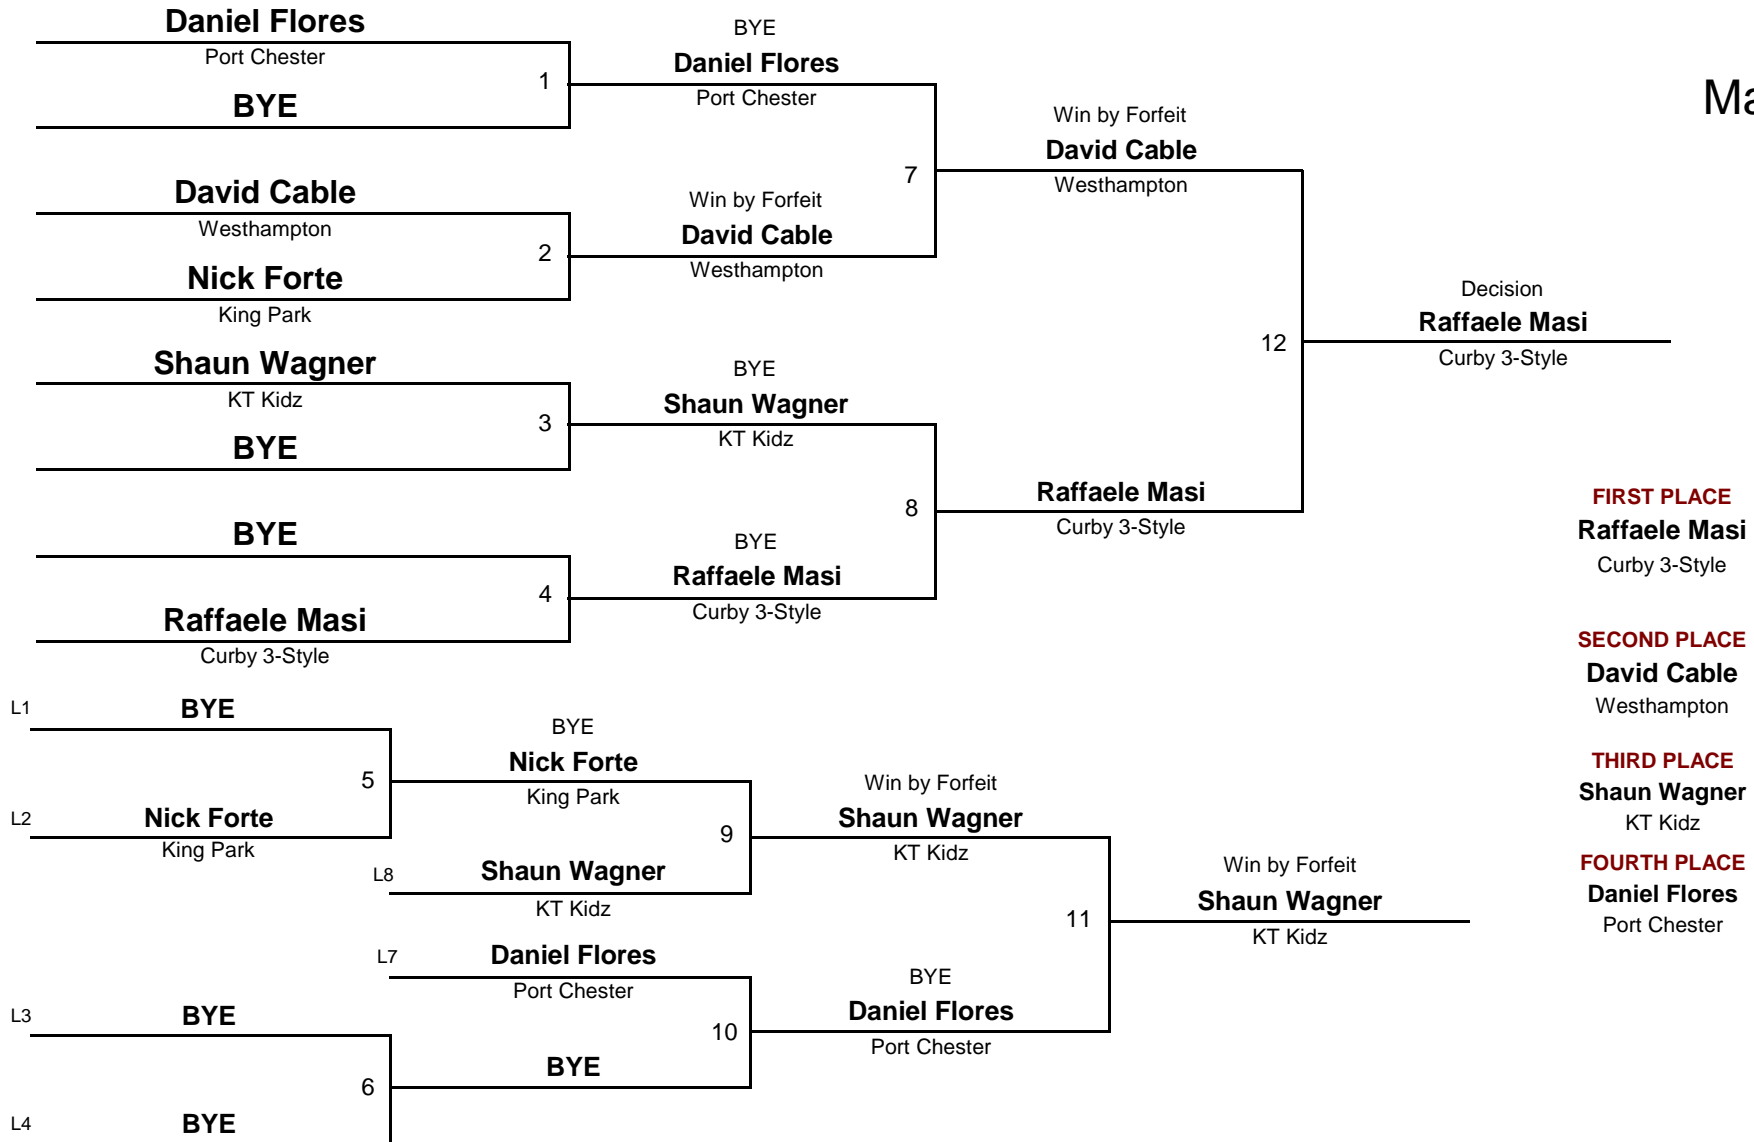 Daniel Flores
Port Chester
1
BYE
BYE
Daniel Flores
Port Chester
David Cable
Westhampton
2
Nick Forte
King Park
Win by Forfeit
David Cable
Westhampton
7
Win by Forfeit
David Cable
Westhampton
Shaun Wagner
KT Kidz
3
BYE
BYE
Shaun Wagner
KT Kidz
BYE
4
Raffaele Masi
Curby 3-Style
BYE
Raffaele Masi
Curby 3-Style
8
Raffaele Masi
Curby 3-Style
12
Decision
Raffaele Masi
Curby 3-Style
Ma
FIRST PLACE
Raffaele Masi
Curby 3-Style
SECOND PLACE
David Cable
Westhampton
THIRD PLACE
Shaun Wagner
KT Kidz
FOURTH PLACE
Daniel Flores
Port Chester
L1
BYE
5
L2
Nick Forte
King Park
BYE
Nick Forte
King Park
9
L8
Shaun Wagner
KT Kidz
Win by Forfeit
Shaun Wagner
KT Kidz
L7
Daniel Flores
Port Chester
10
L3
BYE
6
BYE
L4
BYE
BYE
Daniel Flores
Port Chester
11
Win by Forfeit
Shaun Wagner
KT Kidz